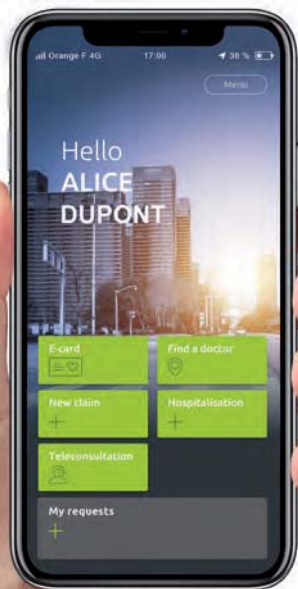 Orange F 4G 17:00 38 %
Menu
Hello
ALICE
DUPONT
E-card
Find a doctor
New claim
Hospitalisation
Teleconsultation
My requests